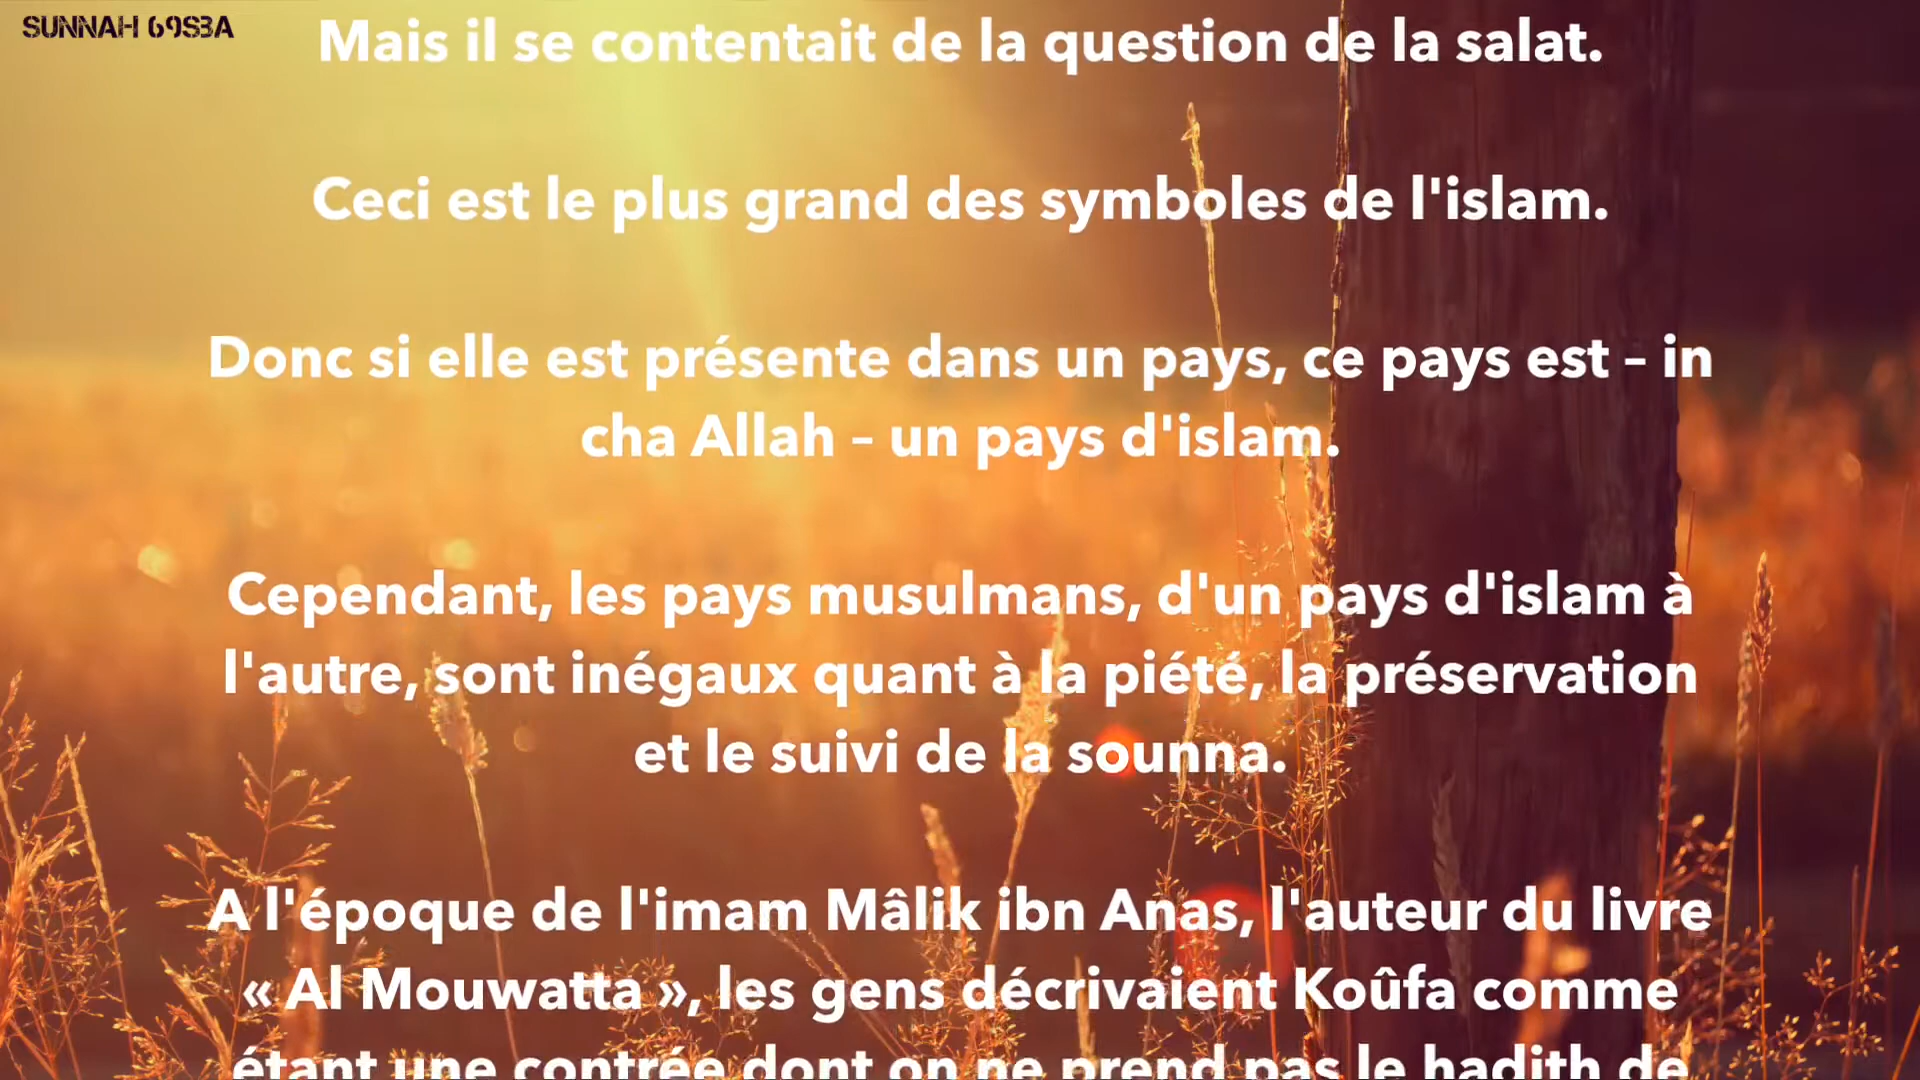 SUNNAH 69S3A
Mais il se contentait de la question de la salat.
Ceci est le plus grand des symboles de l'islam.
Donc si elle est présente dans un pays, ce pays est – in
cha Allah – un pays d'islam.
Cependant, les pays musulmans, d'un pays d'islam à
l'autre, sont inégaux quant à la piété, la préservation
et le suivi de la sounna.
A l'époque de l'imam Mâlik ibn Anas, l'auteur du livre
« Al Mouwatta », les gens décrivaient Koûfa comme
étant une contrée dont on ne prend pas le hadith de